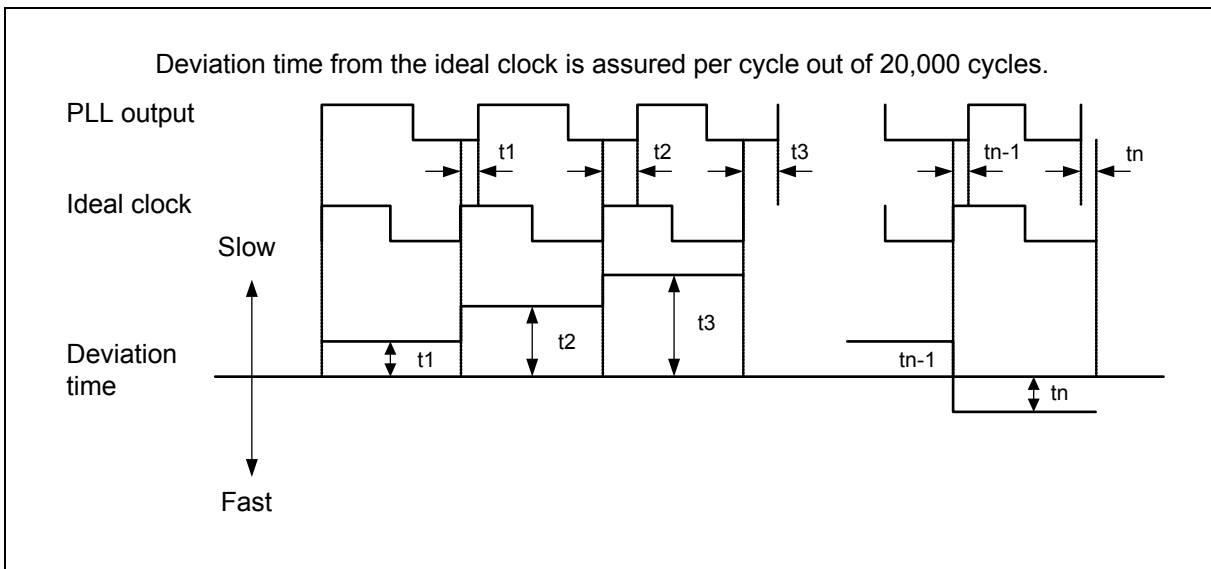 Deviation time from the ideal clock is assured per cycle out of 20,000 cycles.
PLL output
t1
t2
t3
tn-1
tn
Ideal clock
Slow
t1
t2
t3
Deviation
time
tn-1
tn
Fast